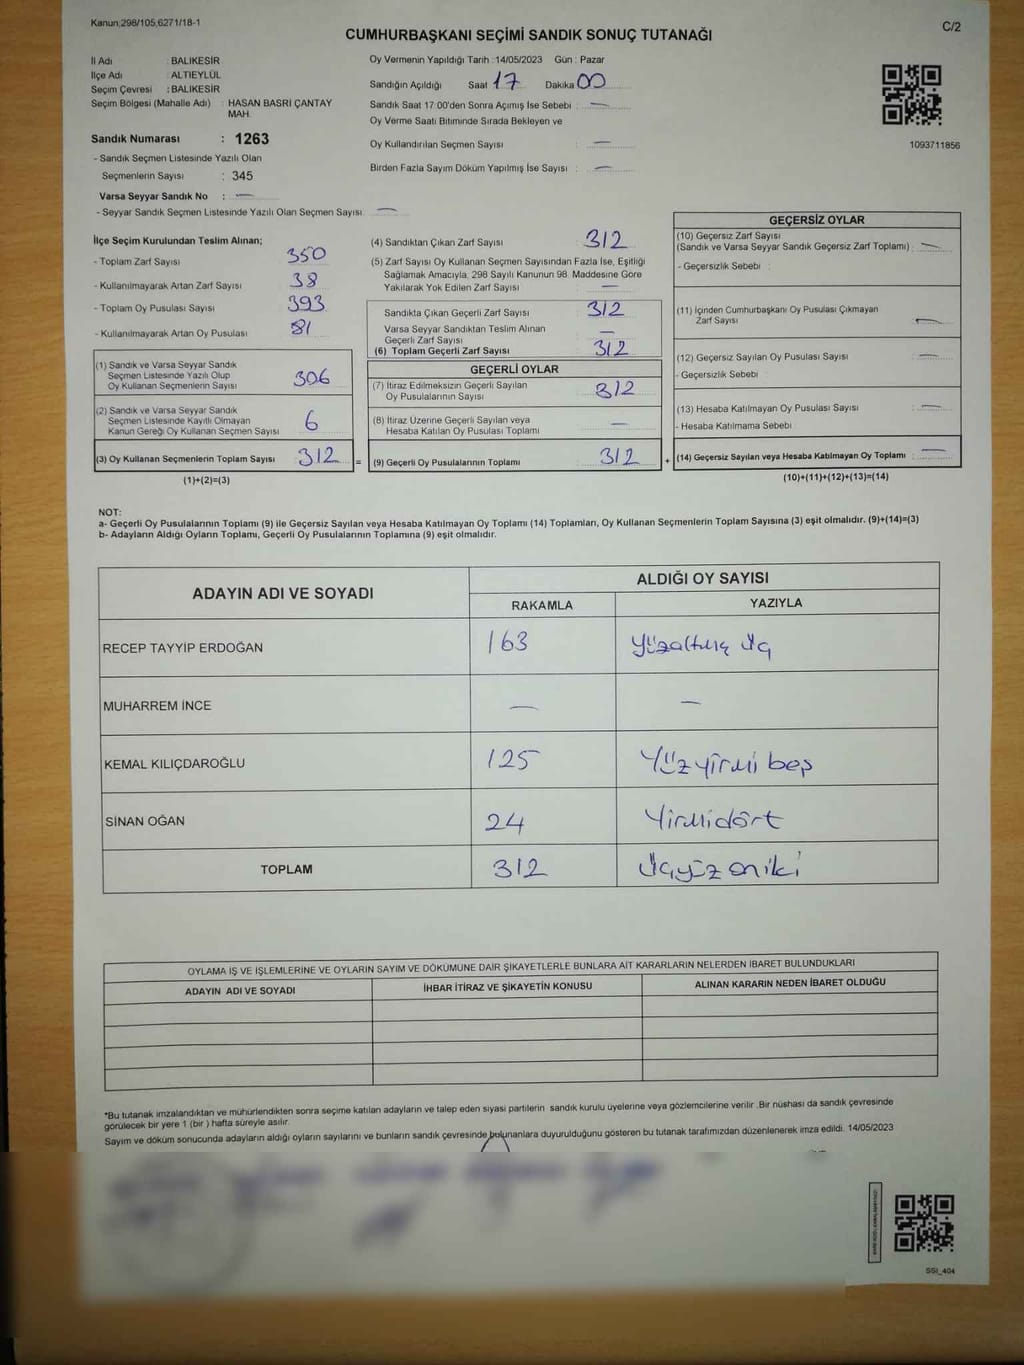 Kanun:298/105,6271/18-1
C/2
CUMHURBAŞKANI SEÇİMİ SANDIK SONUÇ TUTANAĞI
İl Adı : BALIKESİR
İlçe Adı : ALTIEYLÜL
Seçim Çevresi : BALIKESİR
Seçim Bölgesi (Mahalle Adı) : HASAN BASRİ ÇANTAY
MAH.
Sandık Numarası : 1263
- Sandık Seçmen Listesinde Yazılı Olan
Seçmenlerin Sayısı : 345
Varsa Seyyar Sandık No : —
- Seyyar Sandık Seçmen Listesinde Yazılı Olan Seçmen Sayısı : —
Oy Vermenin Yapıldığı Tarih : 14/05/2023 Gün : Pazar
Sandığın Açıldığı Saat 17 Dakika 00
Sandık Saat 17:00'den Sonra Açımış İse Sebebi : —
Oy Verme Saati Bitiminde Sırada Bekleyen ve
Oy Kullandırılan Seçmen Sayısı : —
Birden Fazla Sayım Döküm Yapılmış İse Sayısı : —
1093711856
İlçe Seçim Kurulundan Teslim Alınan;
- Toplam Zarf Sayısı 350
- Kullanılmayarak Artan Zarf Sayısı 38
- Toplam Oy Pusulası Sayısı 393
- Kullanılmayarak Artan Oy Pusulası 81
(1) Sandık ve Varsa Seyyar Sandık
Seçmen Listesinde Yazılı Olup
Oy Kullanan Seçmenlerin Sayısı 306
(2) Sandık ve Varsa Seyyar Sandık
Seçmen Listesinde Kayıtlı Olmayan
Kanun Gereği Oy Kullanan Seçmen Sayısı 6
(3) Oy Kullanan Seçmenlerin Toplam Sayısı 312 =
(1)+(2)=(3)
(4) Sandıktan Çıkan Zarf Sayısı 312
(5) Zarf Sayısı Oy Kullanan Seçmen Sayısından Fazla İse, Eşitliği
Sağlamak Amacıyla, 298 Sayılı Kanunun 98. Maddesine Göre
Yakılarak Yok Edilen Zarf Sayısı —
Sandıkta Çıkan Geçerli Zarf Sayısı 312
Varsa Seyyar Sandıktan Teslim Alınan
Geçerli Zarf Sayısı —
(6) Toplam Geçerli Zarf Sayısı 312
GEÇERLİ OYLAR
(7) İtiraz Edilmeksizin Geçerli Sayılan
Oy Pusulalarının Sayısı 312
(8) İtiraz Üzerine Geçerli Sayılan veya
Hesaba Katılan Oy Pusulası Toplamı —
(9) Geçerli Oy Pusulalarının Toplamı 312 +
GEÇERSİZ OYLAR
(10) Geçersiz Zarf Sayısı
(Sandık ve Varsa Seyyar Sandık Geçersiz Zarf Toplamı) : —
- Geçersizlik Sebebi :
(11) İçinden Cumhurbaşkanı Oy Pusulası Çıkmayan
Zarf Sayısı —
(12) Geçersiz Sayılan Oy Pusulası Sayısı —
- Geçersizlik Sebebi :
(13) Hesaba Katılmayan Oy Pusulası Sayısı —
- Hesaba Katılmama Sebebi :
(14) Geçersiz Sayılan veya Hesaba Katılmayan Oy Toplamı : —
(10)+(11)+(12)+(13)=(14)
NOT:
a- Geçerli Oy Pusulalarının Toplamı (9) ile Geçersiz Sayılan veya Hesaba Katılmayan Oy Toplamı (14) Toplamları, Oy Kullanan Seçmenlerin Toplam Sayısına (3) eşit olmalıdır. (9)+(14)=(3)
b- Adayların Aldığı Oyların Toplamı, Geçerli Oy Pusulalarının Toplamına (9) eşit olmalıdır.
ADAYIN ADI VE SOYADI ALDIĞI OY SAYISI
RAKAMLA YAZIYLA
RECEP TAYYİP ERDOĞAN 163 Yüzaltmış üç
MUHARREM İNCE — —
KEMAL KILIÇDAROĞLU 125 Yüzyirmi beş
SİNAN OĞAN 24 Yirmidört
TOPLAM 312 Üçyüz oniki
OYLAMA İŞ VE İŞLEMLERİNE VE OYLARIN SAYIM VE DÖKÜMÜNE DAİR ŞİKAYETLERLE BUNLARA AİT KARARLARIN NELERDEN İBARET BULUNDUKLARI
ADAYIN ADI VE SOYADI İHBAR İTİRAZ VE ŞİKAYETİN KONUSU ALINAN KARARIN NEDEN İBARET OLDUĞU
*Bu tutanak imzalandıktan ve mühürlendikten sonra seçime katılan adayların ve talep eden siyasi partilerin sandık kurulu üyelerine veya gözlemcilerine verilir .Bir nüshası da sandık çevresinde
görülecek bir yere 1 (bir ) hafta süreyle asılır.
Sayım ve döküm sonucunda adayların aldığı oyların sayılarını ve bunların sandık çevresinde bulunanlara duyurulduğunu gösteren bu tutanak tarafımızdan düzenlenerek imza edildi. 14/05/2023
SSI_404